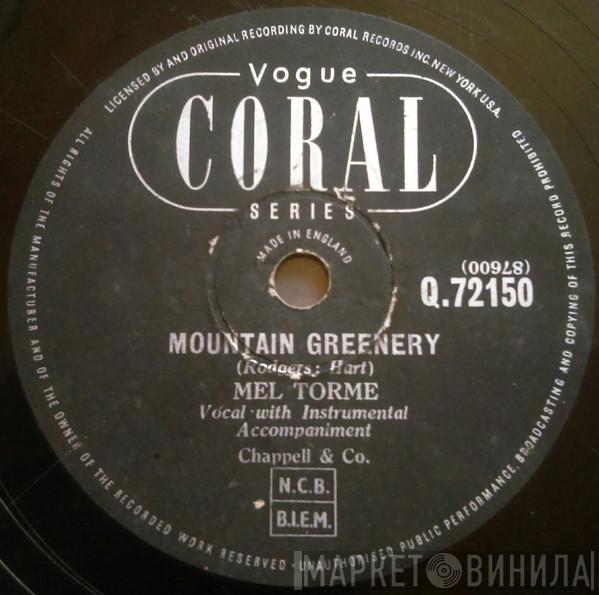 LICENSED BY AND ORIGINAL RECORDING BY CORAL RECORDS INC. NEW YORK U.S.A.
Vogue
CORAL
SERIES
MADE IN ENGLAND
(87600)
Q.72150
MOUNTAIN GREENERY
(Rodgers; Hart)
MEL TORME
Vocal with Instrumental
Accompaniment
Chappell & Co.
N.C.B.
B.I.E.M.
ALL RIGHTS OF THE MANUFACTURER AND OF THE OWNER OF THE RECORDED WORK RESERVED · UNAUTHORISED PUBLIC PERFORMANCE, BROADCASTING AND COPYING OF THIS RECORD PROHIBITED
МАРКЕТ ВИНИЛА